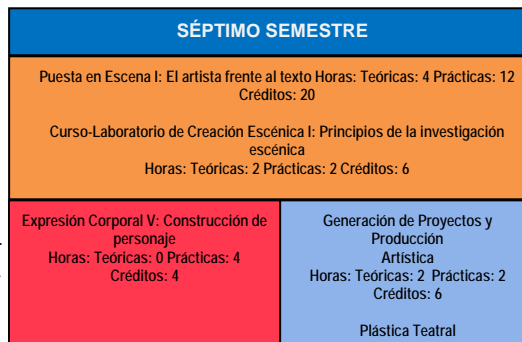 SÉPTIMO SEMESTRE
Puesta en Escena I: El artista frente al texto Horas: Teóricas: 4 Prácticas: 12
Créditos: 20
Curso-Laboratorio de Creación Escénica I: Principios de la investigación
escénica
Horas: Teóricas: 2 Prácticas: 2 Créditos: 6
Expresión Corporal V: Construcción de
personaje
Horas: Teóricas: 0 Prácticas: 4
Créditos: 4
Generación de Proyectos y
Producción
Artística
Horas: Teóricas: 2 Prácticas: 2
Créditos: 6
Plástica Teatral